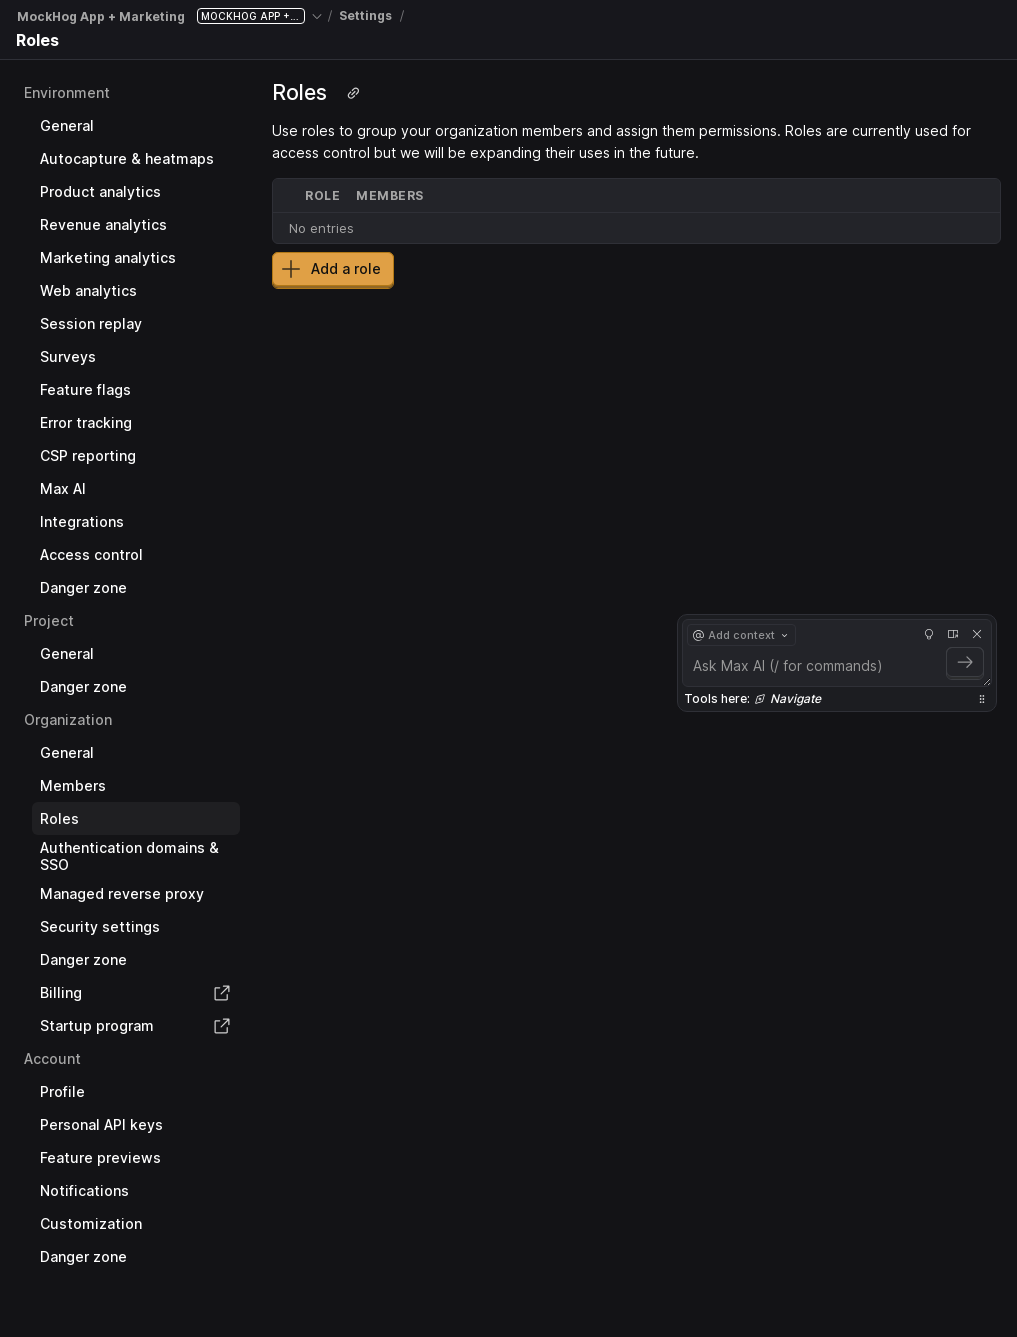 MockHog App + Marketing MOCKHOG APP +... / Settings /
Roles
Environment
General
Autocapture & heatmaps
Product analytics
Revenue analytics
Marketing analytics
Web analytics
Session replay
Surveys
Feature flags
Error tracking
CSP reporting
Max AI
Integrations
Access control
Danger zone
Project
General
Danger zone
Organization
General
Members
Roles
Authentication domains &
SSO
Managed reverse proxy
Security settings
Danger zone
Billing
Startup program
Account
Profile
Personal API keys
Feature previews
Notifications
Customization
Danger zone
Roles
Use roles to group your organization members and assign them permissions. Roles are currently used for
access control but we will be expanding their uses in the future.
ROLE MEMBERS
No entries
Add a role
@ Add context
Ask Max AI (/ for commands)
Tools here: Navigate